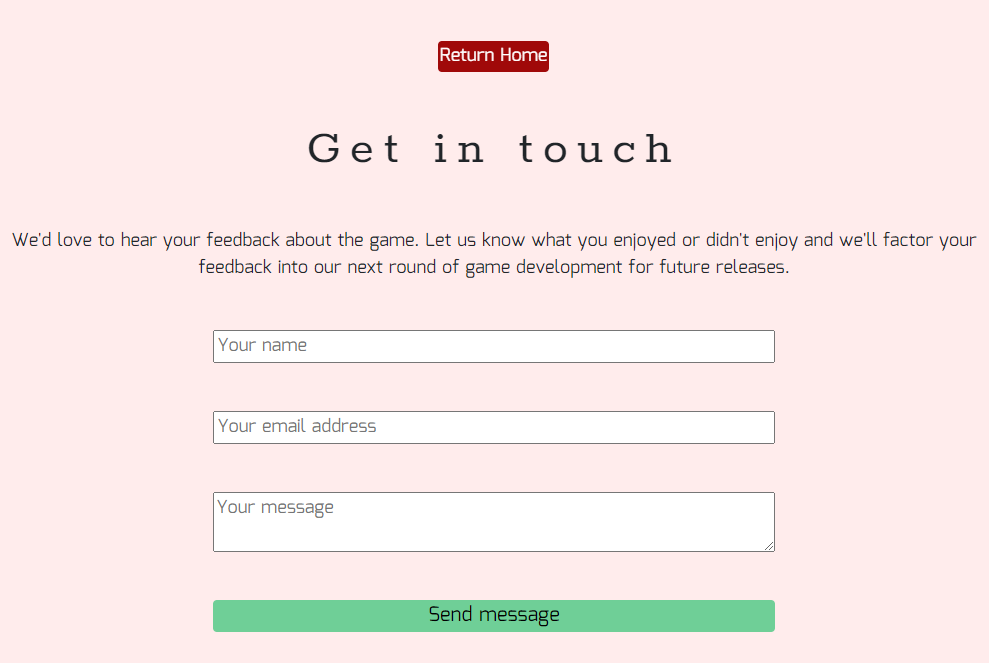 Return Home
Get in touch
We'd love to hear your feedback about the game. Let us know what you enjoyed or didn't enjoy and we'll factor your
feedback into our next round of game development for future releases.
Your name
Your email address
Your message
Send message